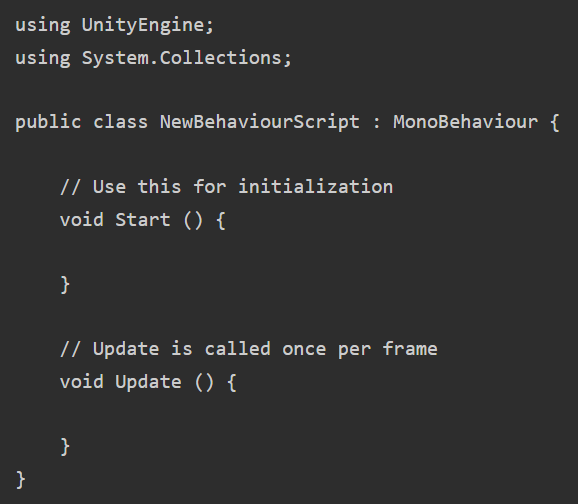 using UnityEngine;
using System.Collections;

public class NewBehaviourScript : MonoBehaviour {

    // Use this for initialization
    void Start () {

    }

    // Update is called once per frame
    void Update () {

    }
}